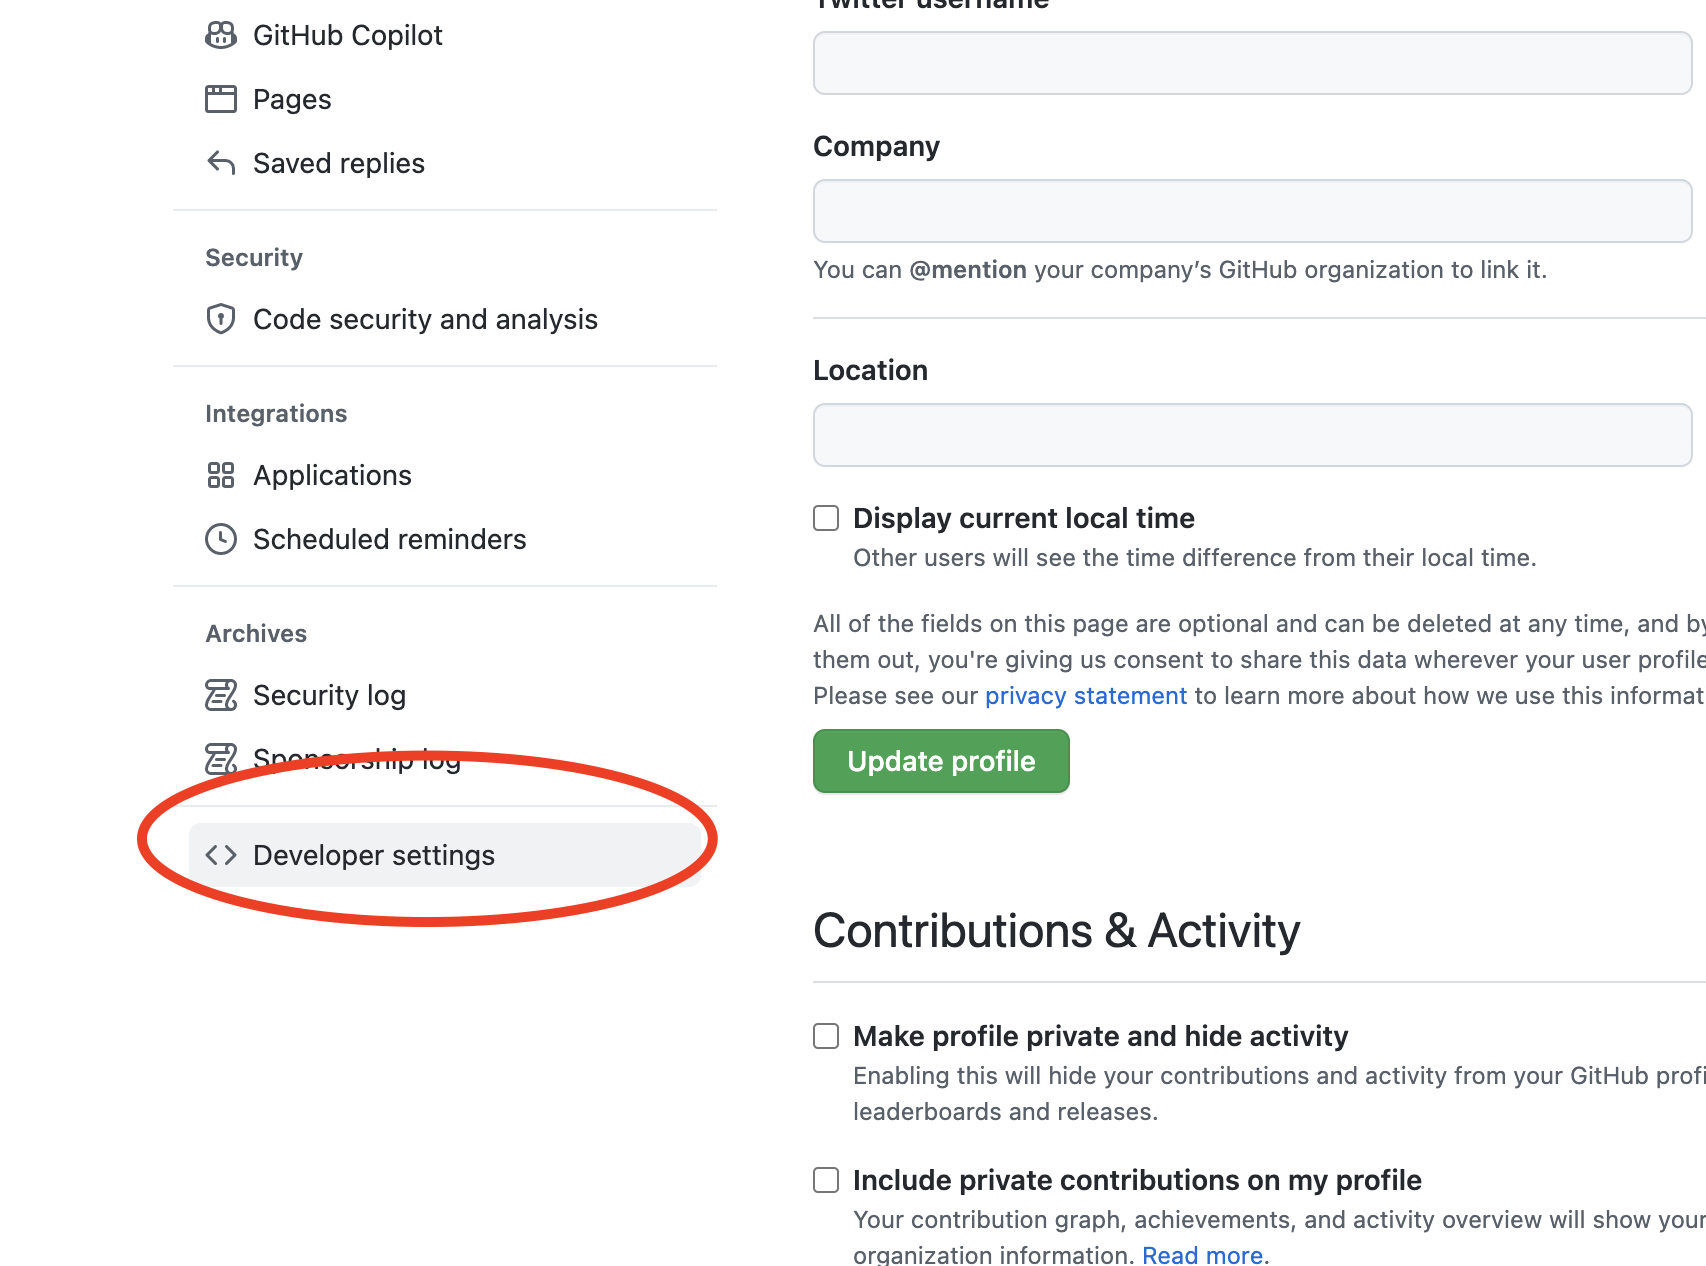 GitHub Copilot
Pages
Saved replies
Security
Code security and analysis
Integrations
Applications
Scheduled reminders
Archives
Security log
Sponsorship log
Developer settings
Twitter username
Company
You can @mention your company’s GitHub organization to link it.
Location
Display current local time
Other users will see the time difference from their local time.
All of the fields on this page are optional and can be deleted at any time, and by
them out, you're giving us consent to share this data wherever your user profile
Please see our privacy statement to learn more about how we use this informat
Update profile
Contributions & Activity
Make profile private and hide activity
Enabling this will hide your contributions and activity from your GitHub profi
leaderboards and releases.
Include private contributions on my profile
Your contribution graph, achievements, and activity overview will show your
organization information. Read more.